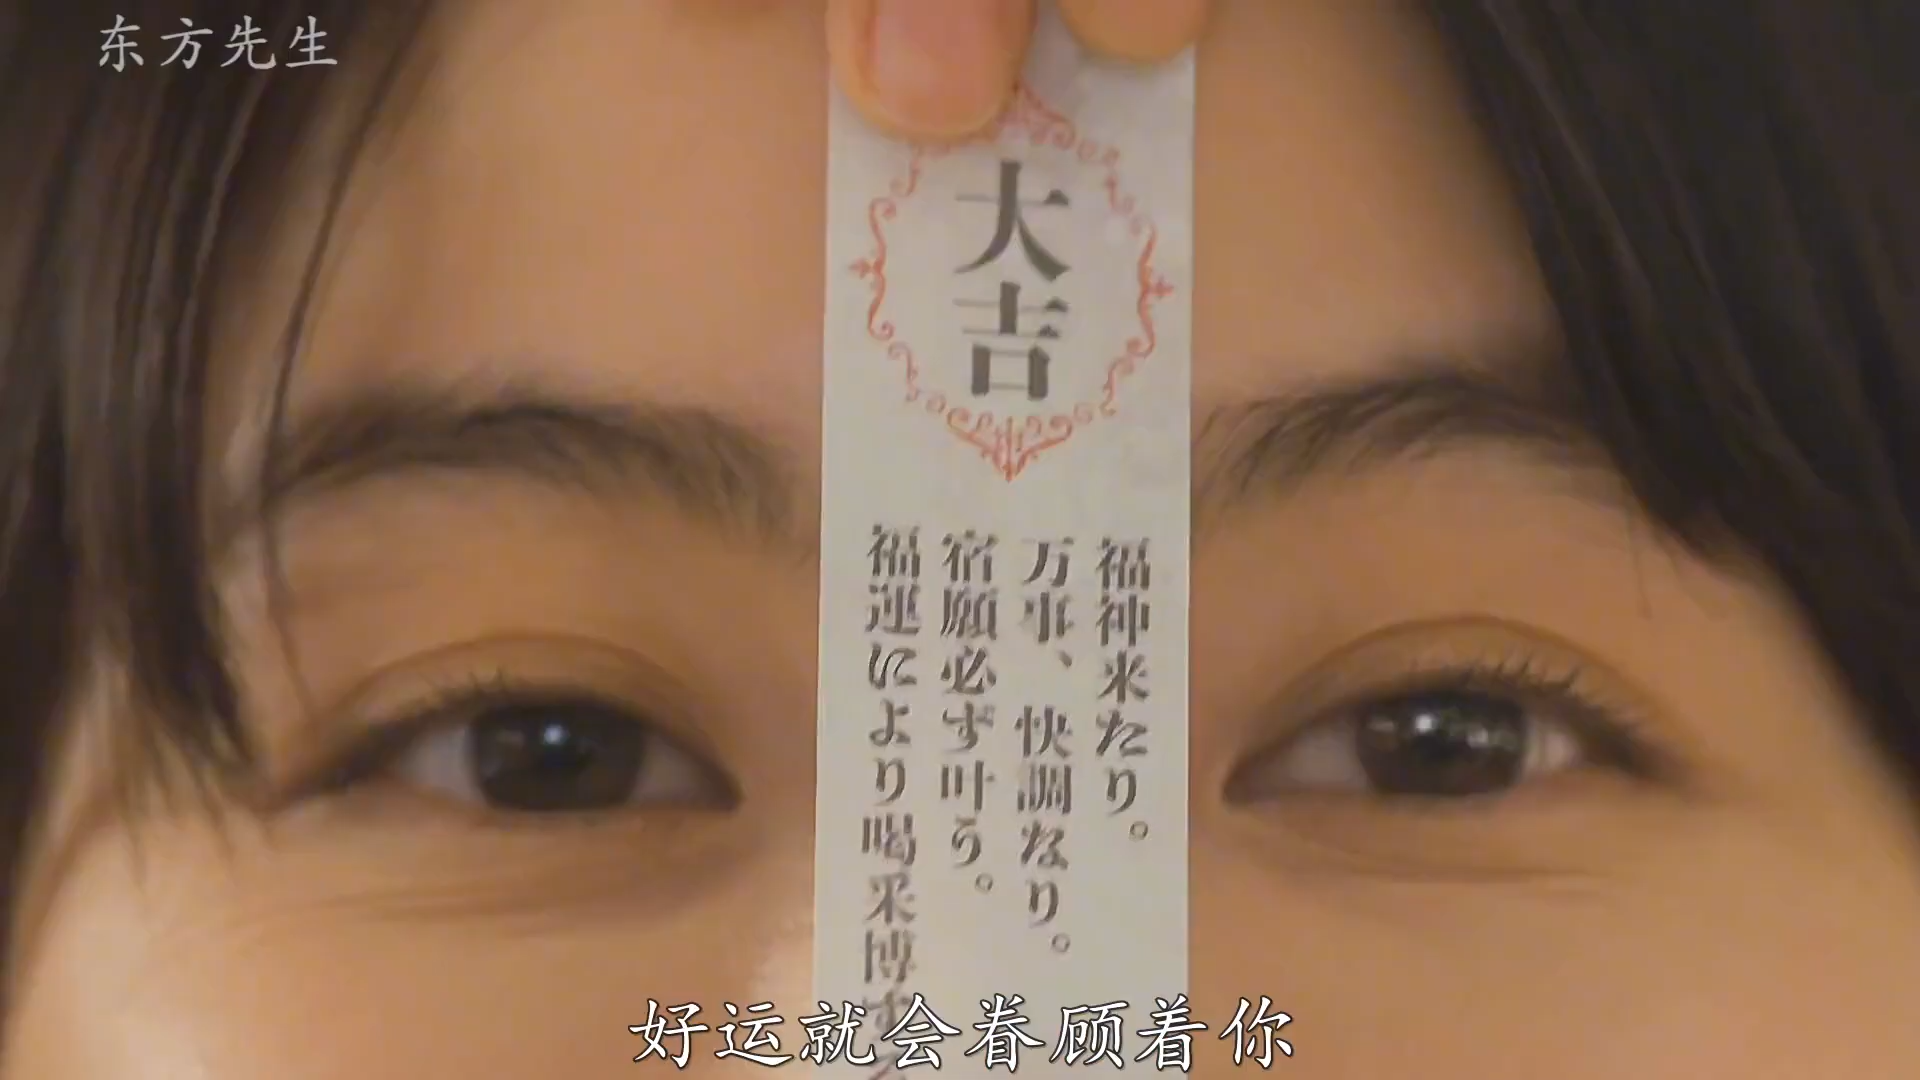 东方先生
大吉
福神来たり。
万事、快調なり。
宿願必ず叶う。
福運により喝采博す
好运就会眷顾着你